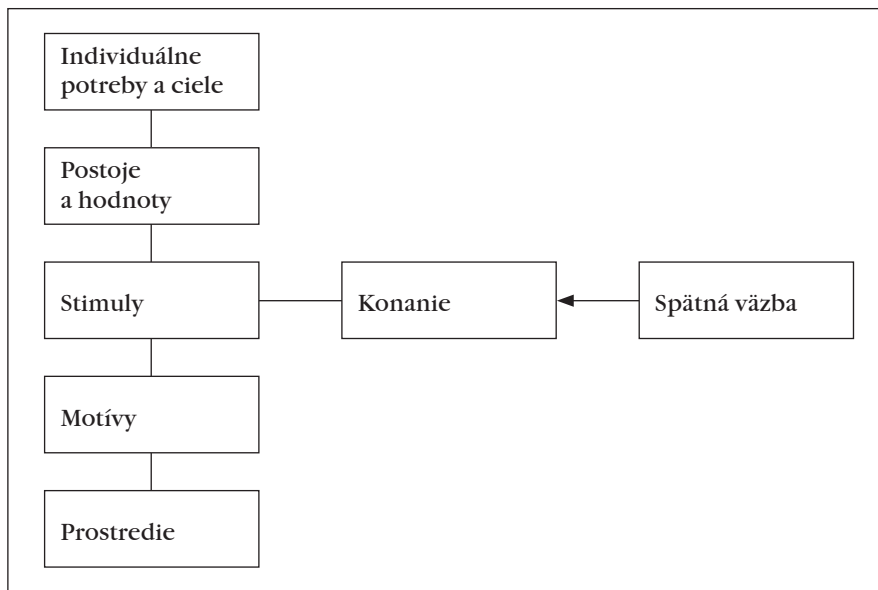 Individuálne
potreby a ciele
Postoje
a hodnoty
Stimuly
Konanie
Spätná väzba
Motívy
Prostredie